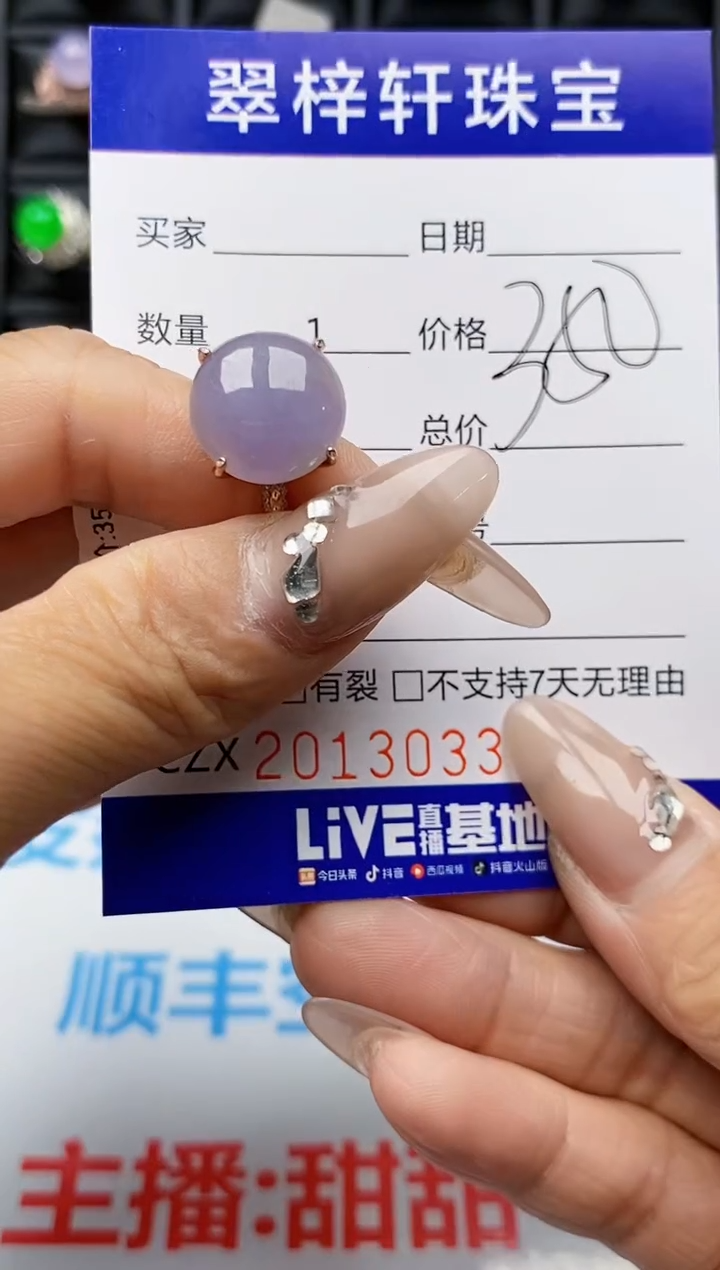 翠梓轩珠宝
买家 日期
数量 1 价格 350
总价
有裂 □不支持7天无理由
CZX 2013033
LiVE直播基地
今日头条 抖音 西瓜视频 抖音火山版
顺丰
主播:甜甜